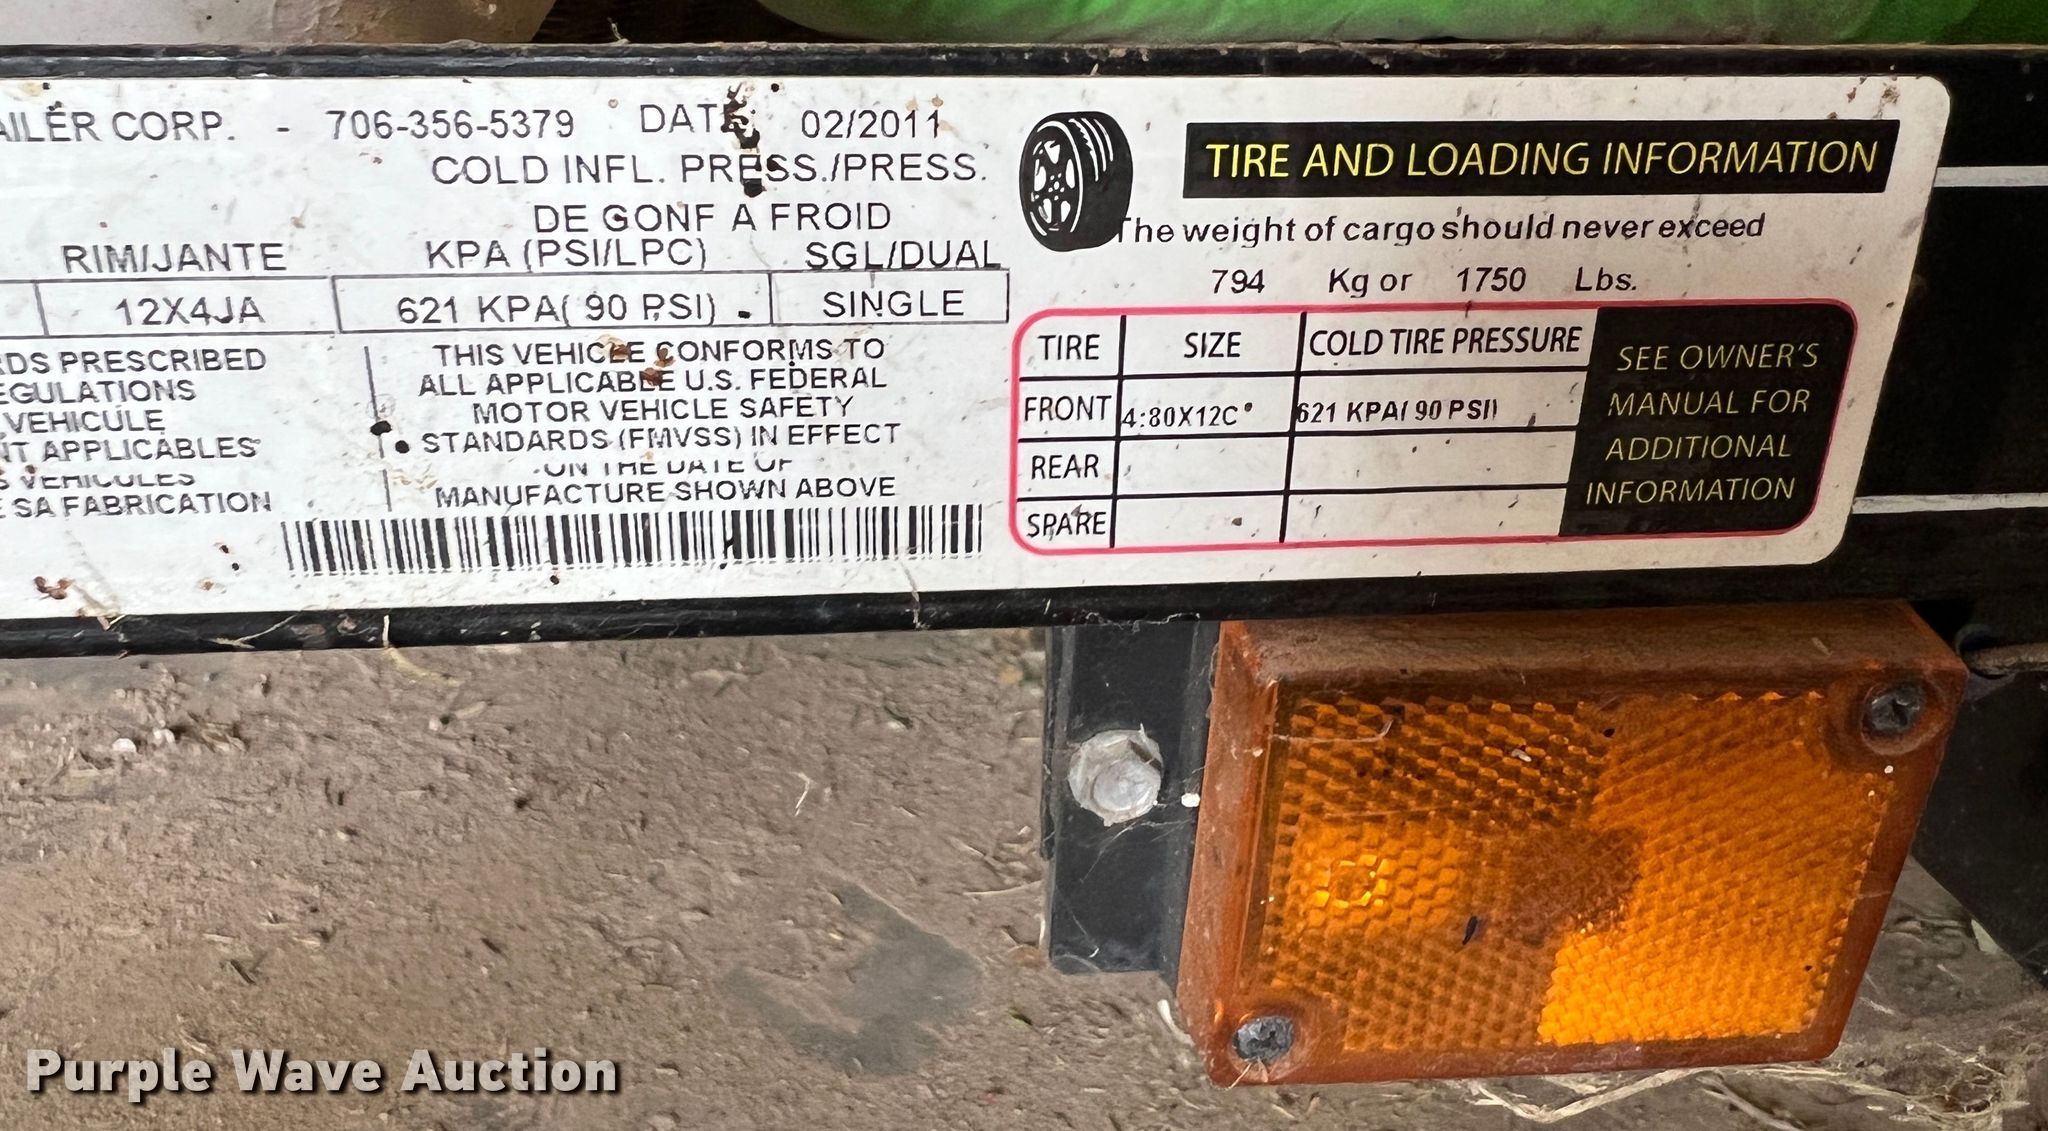 AILER CORP. - 706-356-5379 DATE: 02/2011
COLD INFL. PRESS./PRESS.
DE GONF A FROID
RIM/JANTE KPA (PSI/LPC) SGL/DUAL
12X4JA 621 KPA( 90 PSI) SINGLE
RDS PRESCRIBED
EGULATIONS
VEHICULE
NT APPLICABLES
S VEHICULES
E SA FABRICATION
THIS VEHICLE CONFORMS TO
ALL APPLICABLE U.S. FEDERAL
MOTOR VEHICLE SAFETY
STANDARDS (FMVSS) IN EFFECT
ON THE DATE OF
MANUFACTURE SHOWN ABOVE
TIRE AND LOADING INFORMATION
The weight of cargo should never exceed
794 Kg or 1750 Lbs.
TIRE SIZE COLD TIRE PRESSURE
FRONT 4:80X12C 621 KPA( 90 PSI)
REAR
SPARE
SEE OWNER'S
MANUAL FOR
ADDITIONAL
INFORMATION
Purple Wave Auction